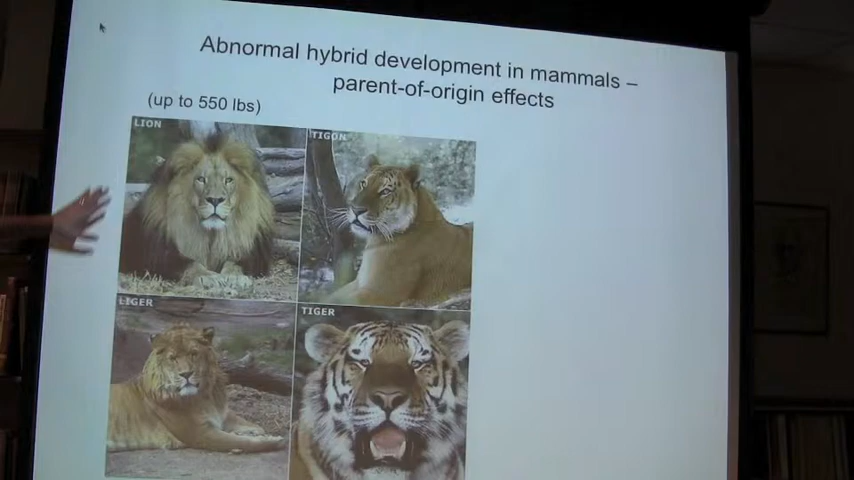 Abnormal hybrid development in mammals –
parent-of-origin effects
(up to 550 lbs)
LION
TIGON
LIGER
TIGER